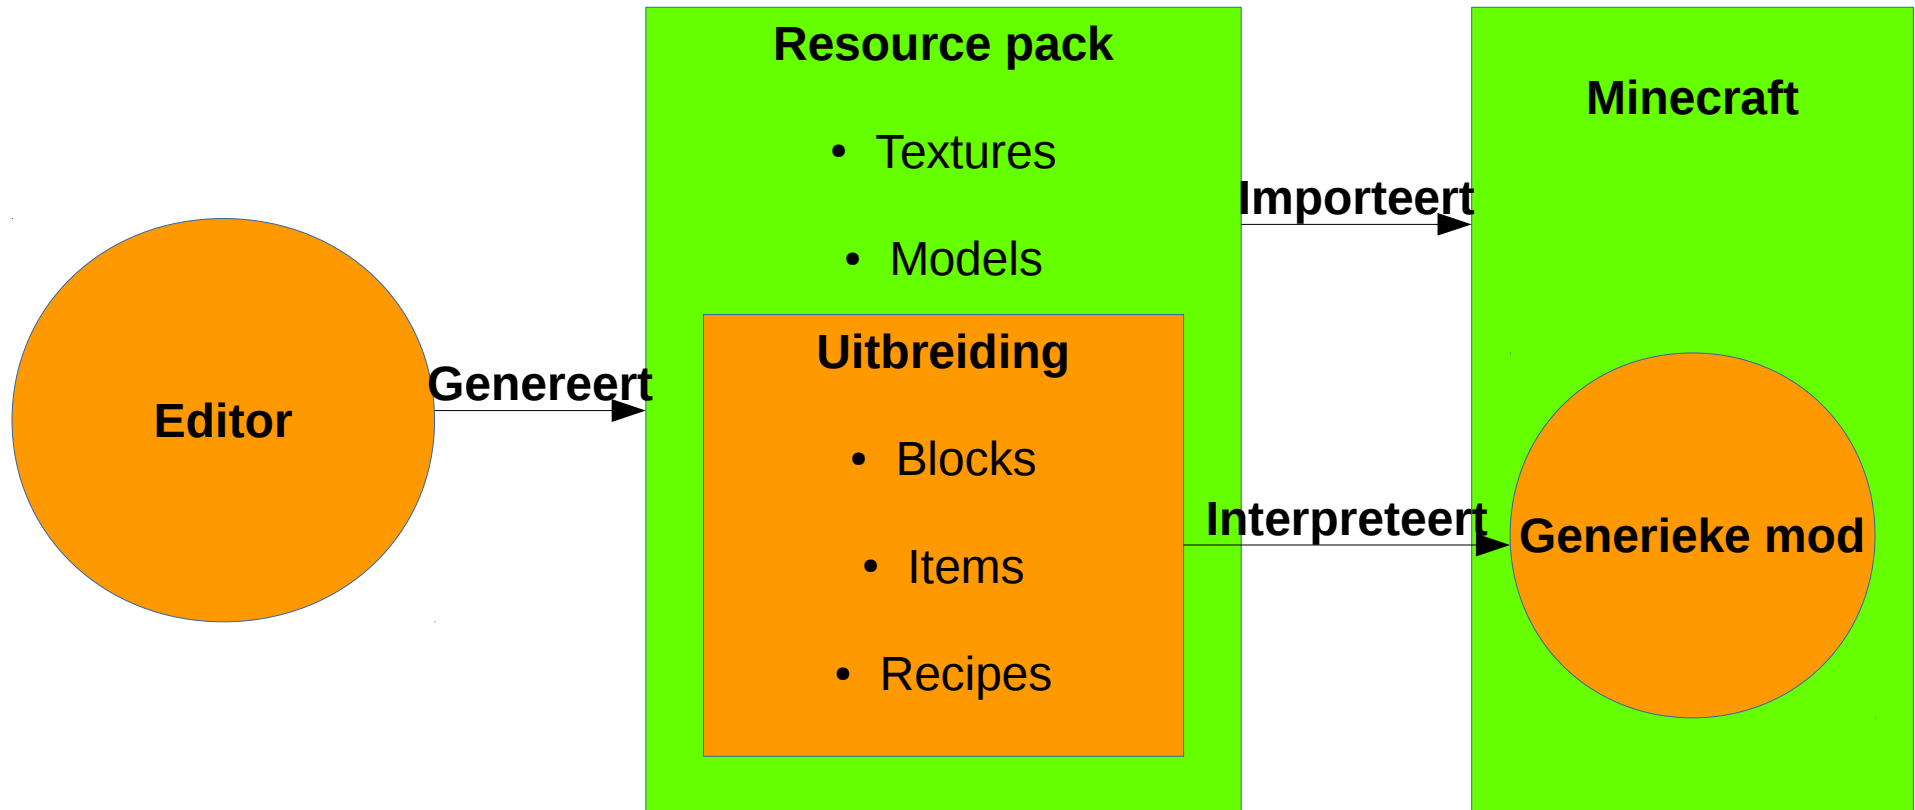 Editor
Genereert
Resource pack
• Textures
• Models
Uitbreiding
• Blocks
• Items
• Recipes
Importeert
Interpreteert
Minecraft
Generieke mod